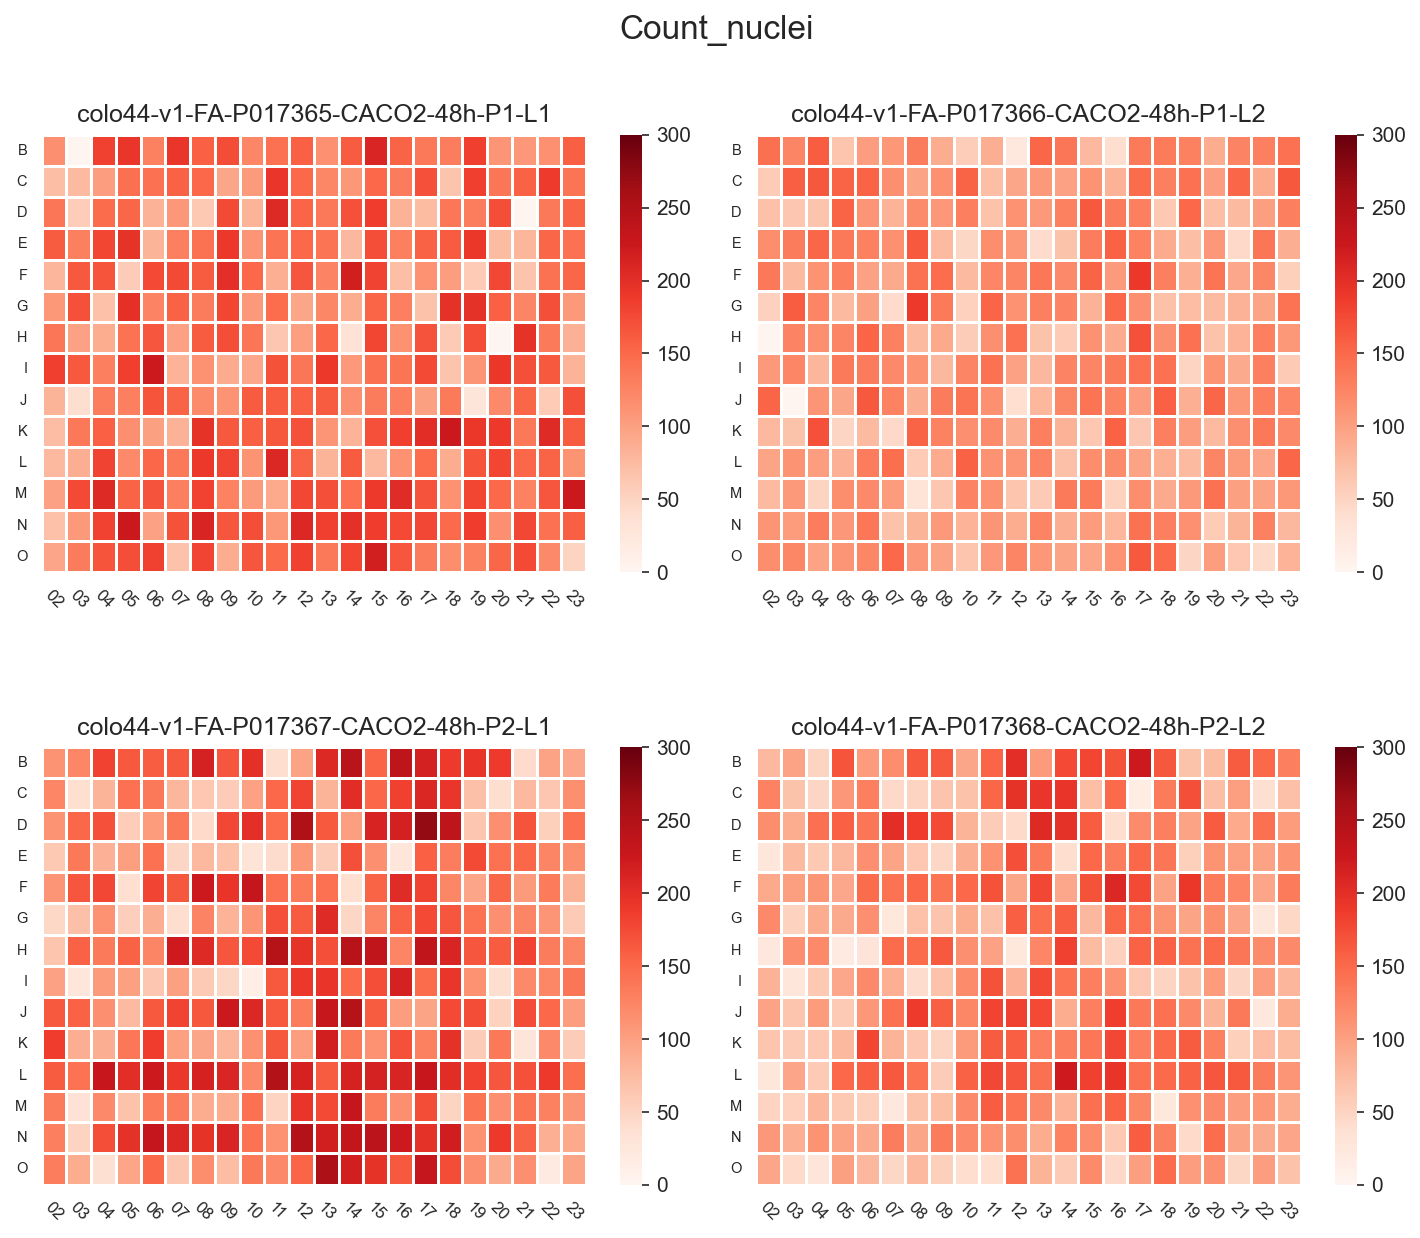 Count_nuclei
colo44-v1-FA-P017365-CACO2-48h-P1-L1
B
C
D
E
F
G
H
I
J
K
L
M
N
O
02 03 04 05 06 07 08 09 10 11 12 13 14 15 16 17 18 19 20 21 22 23
300
250
200
150
100
50
0
colo44-v1-FA-P017366-CACO2-48h-P1-L2
B
C
D
E
F
G
H
I
J
K
L
M
N
O
02 03 04 05 06 07 08 09 10 11 12 13 14 15 16 17 18 19 20 21 22 23
300
250
200
150
100
50
0
colo44-v1-FA-P017367-CACO2-48h-P2-L1
B
C
D
E
F
G
H
I
J
K
L
M
N
O
02 03 04 05 06 07 08 09 10 11 12 13 14 15 16 17 18 19 20 21 22 23
300
250
200
150
100
50
0
colo44-v1-FA-P017368-CACO2-48h-P2-L2
B
C
D
E
F
G
H
I
J
K
L
M
N
O
02 03 04 05 06 07 08 09 10 11 12 13 14 15 16 17 18 19 20 21 22 23
300
250
200
150
100
50
0